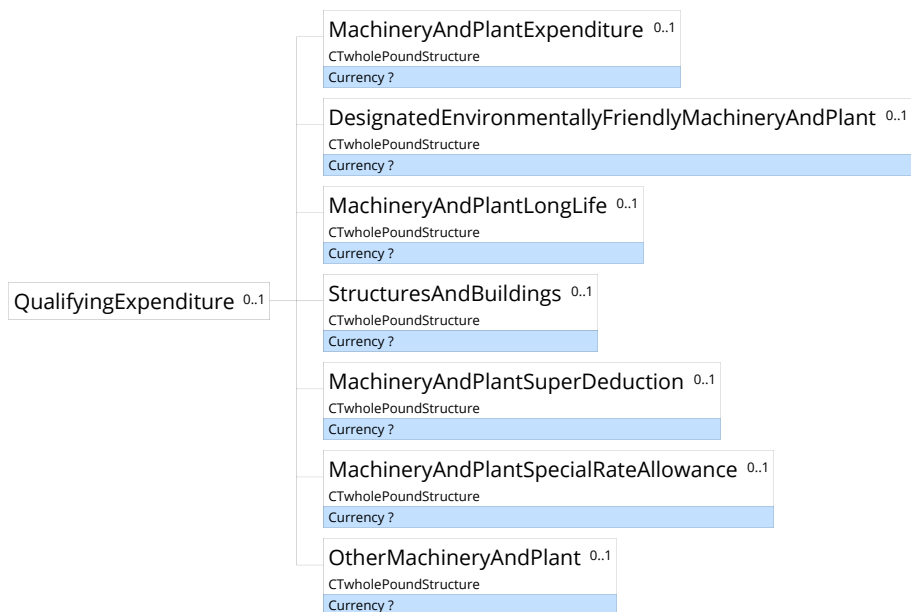 MachineryAndPlantExpenditure 0..1
CTwholePoundStructure
Currency ?
DesignatedEnvironmentallyFriendlyMachineryAndPlant 0..1
CTwholePoundStructure
Currency ?
MachineryAndPlantLongLife 0..1
CTwholePoundStructure
Currency ?
QualifyingExpenditure 0..1
StructuresAndBuildings 0..1
CTwholePoundStructure
Currency ?
MachineryAndPlantSuperDeduction 0..1
CTwholePoundStructure
Currency ?
MachineryAndPlantSpecialRateAllowance 0..1
CTwholePoundStructure
Currency ?
OtherMachineryAndPlant 0..1
CTwholePoundStructure
Currency ?